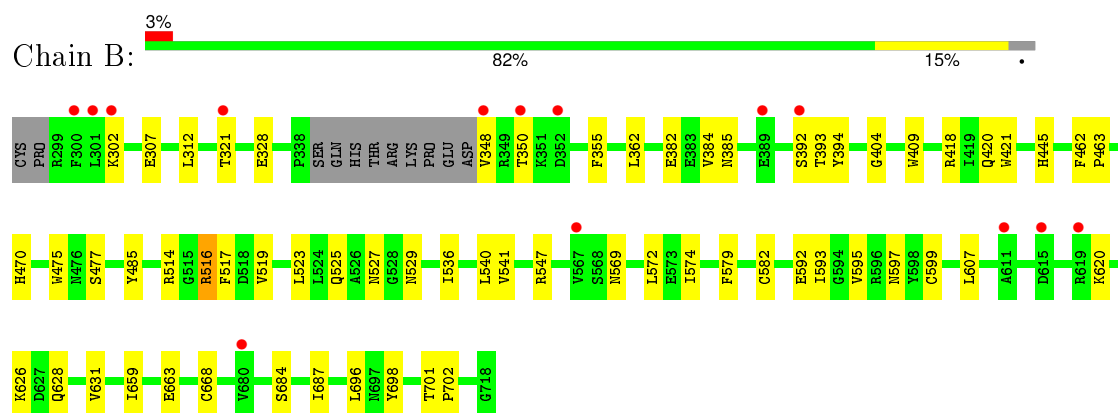 3%
Chain B:
82%
15%
•
CYS PRO R299 F300 L301 K302 E307 L312 T321 E328 P338 SER GLN HIS THR ARG LYS PRO GLU ASP V348 R349 T350 K351 D352 F355 L362 E382 E383 V384 N385 E389 S392 T393 Y394 G404 W409 R418 I419 Q420 W421 H445 F462 P463
H470 W475 N476 S477 Y485 R514 G515 R516 F517 D518 V519 L523 L524 Q525 A526 N527 G528 N529 I536 L540 V541 R547 V567 S568 N569 L572 E573 I574 F579 C582 E592 I593 G594 V595 R596 N597 Y598 C599 L607 A611 D615 R619 K620
K626 D627 Q628 V631 I659 E663 C668 V680 S684 I687 L696 N697 Y698 T701 P702 G718